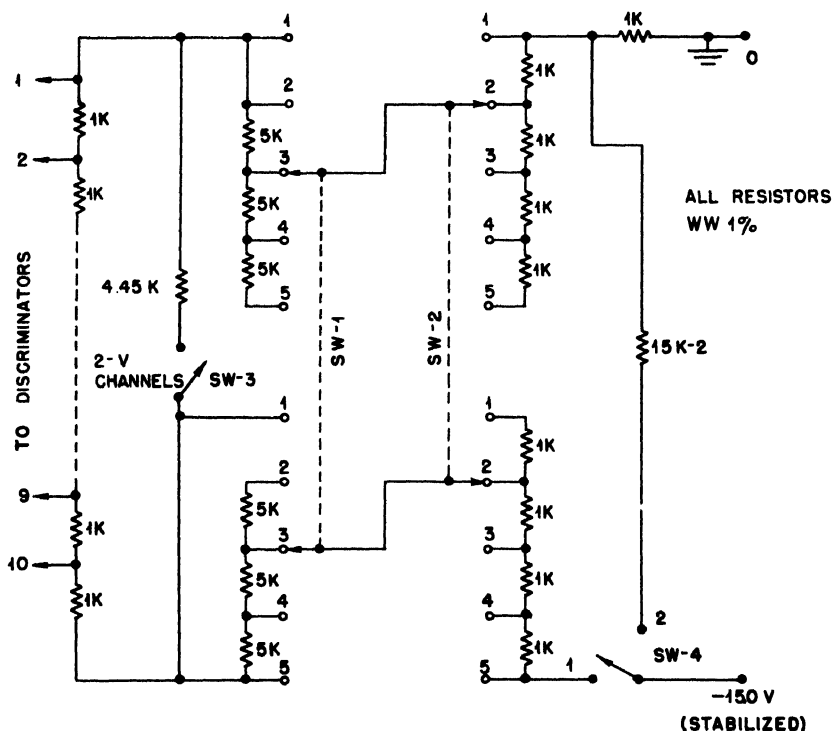 1
1
1K
0
1
1K
2
2
1K
5K
1K
2
3
3
1K
5K
1K
ALL RESISTORS
WW 1%
4
4
5K
1K
4.45 K
5
5
TO DISCRIMINATORS
SW-1
SW-2
15K-2
2-V
CHANNELS
SW-3
1
1
1K
2
2
9
5K
1K
1K
3
3
10
5K
1K
1K
4
4
2
5K
1K
SW-4
5
5
1
-150 V
(STABILIZED)